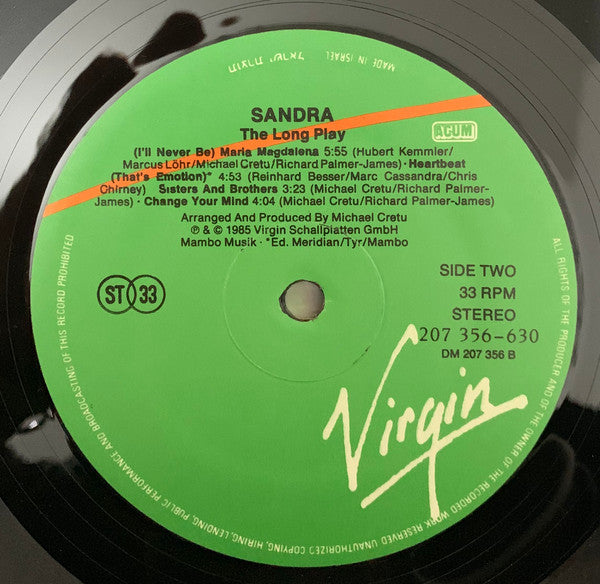 MADE IN ISRAEL תוצרת ישראל
SANDRA
The Long Play
ACUM
(I'll Never Be) Maria Magdalena 5:55 (Hubert Kemmler/
Marcus Löhr/Michael Cretu/Richard Palmer-James) · Heartbeat
(That's Emotion)* 4:53 (Reinhard Besser/Marc Cassandra/Chris
Chirney) Sisters And Brothers 3:23 (Michael Cretu/Richard Palmer-
James) · Change Your Mind 4:04 (Michael Cretu/Richard Palmer-James)
Arranged And Produced By Michael Cretu
℗ & © 1985 Virgin Schallplatten GmbH
Mambo Musik · *Ed. Meridian/Tyr/Mambo
ST 33
SIDE TWO
33 RPM
STEREO
207 356-630
DM 207 356 B
Virgin
ALL RIGHTS OF THE PRODUCER AND OF THE OWNER OF THE RECORDED WORK RESERVED UNAUTHORIZED COPYING, HIRING, LENDING, PUBLIC PERFORMANCE AND BROADCASTING OF THIS RECORD PROHIBITED